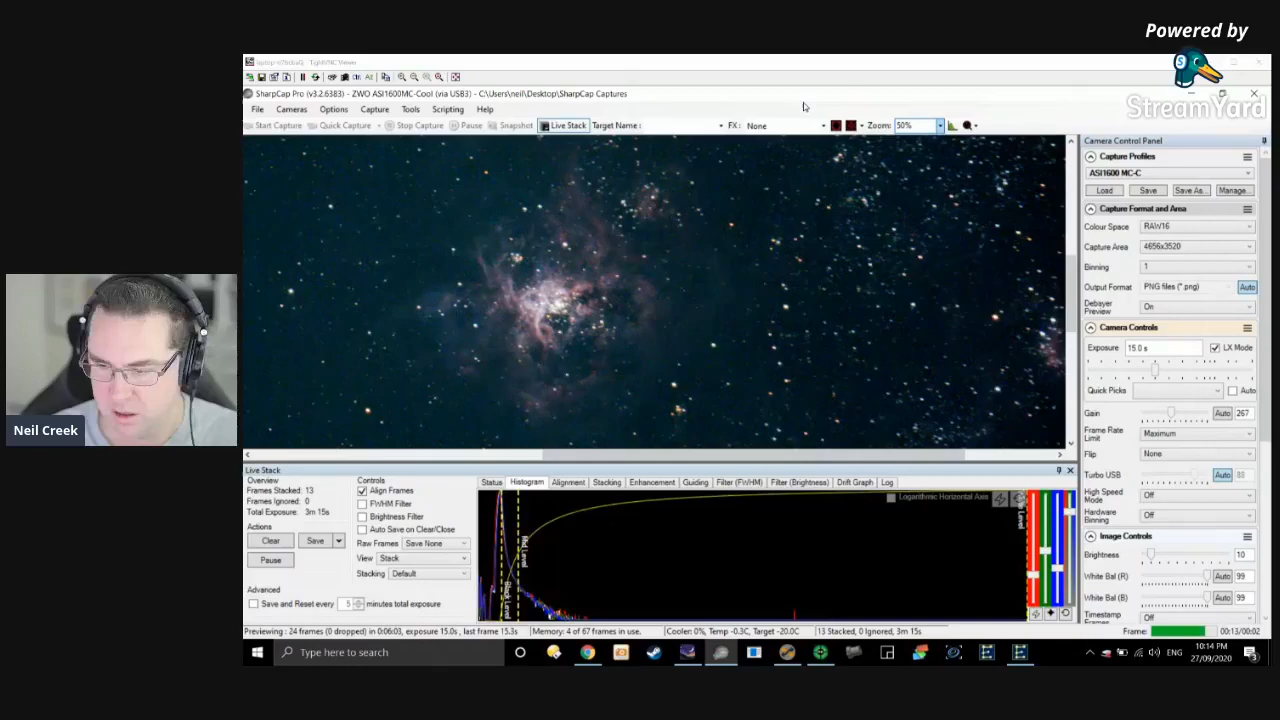 Powered by
StreamYard
SharpCap Pro (v3.2.6383) - ZWO ASI1600MC-Cool (via USB3) - C:\Users\neil\Desktop\SharpCap Captures
File Cameras Options Capture Tools Scripting Help
Start Capture Quick Capture Stop Capture Pause Snapshot Live Stack Target Name : FX: None Zoom: 50%
Camera Control Panel
Capture Profiles
ASI1600 MC-C
Load Save Save As... Manage...
Capture Format and Area
Colour Space RAW16
Capture Area 4656x3520
Binning 1
Output Format PNG files (*.png) Auto
Debayer Preview On
Camera Controls
Exposure 15.0 s LX Mode
Quick Picks Auto
Gain Auto 267
Frame Rate Limit Maximum
Flip None
Turbo USB Auto
High Speed Mode Off
Hardware Binning Off
Image Controls
Brightness 10
White Bal (R) Auto 99
White Bal (B) Auto 99
Timestamp Frames Off
Neil Creek
Live Stack
Overview
Frames Stacked: 13
Frames Ignored: 0
Total Exposure: 3m 15s
Actions
Clear Save
Pause
Advanced
Save and Reset every 5 minutes total exposure
Controls
Align Frames
FWHM Filter
Brightness Filter
Auto Save on Clear/Close
Raw Frames Save None
View Stack
Stacking Default
Status Histogram Alignment Stacking Enhancement Guiding Filter (FWHM) Filter (Brightness) Drift Graph Log
Logarithmic Horizontal Axis
Black Level
Mid Level
Previewing : 24 frames (0 dropped) in 0:06:03, exposure 15.0s , last frame 15.3s Memory: 4 of 67 frames in use. Cooler: 0%, Temp -0.3C, Target -20.0C 13 Stacked, 0 Ignored, 3m 15s Frame: 00:13/00:02
Type here to search
ENG
10:14 PM
27/09/2020
3